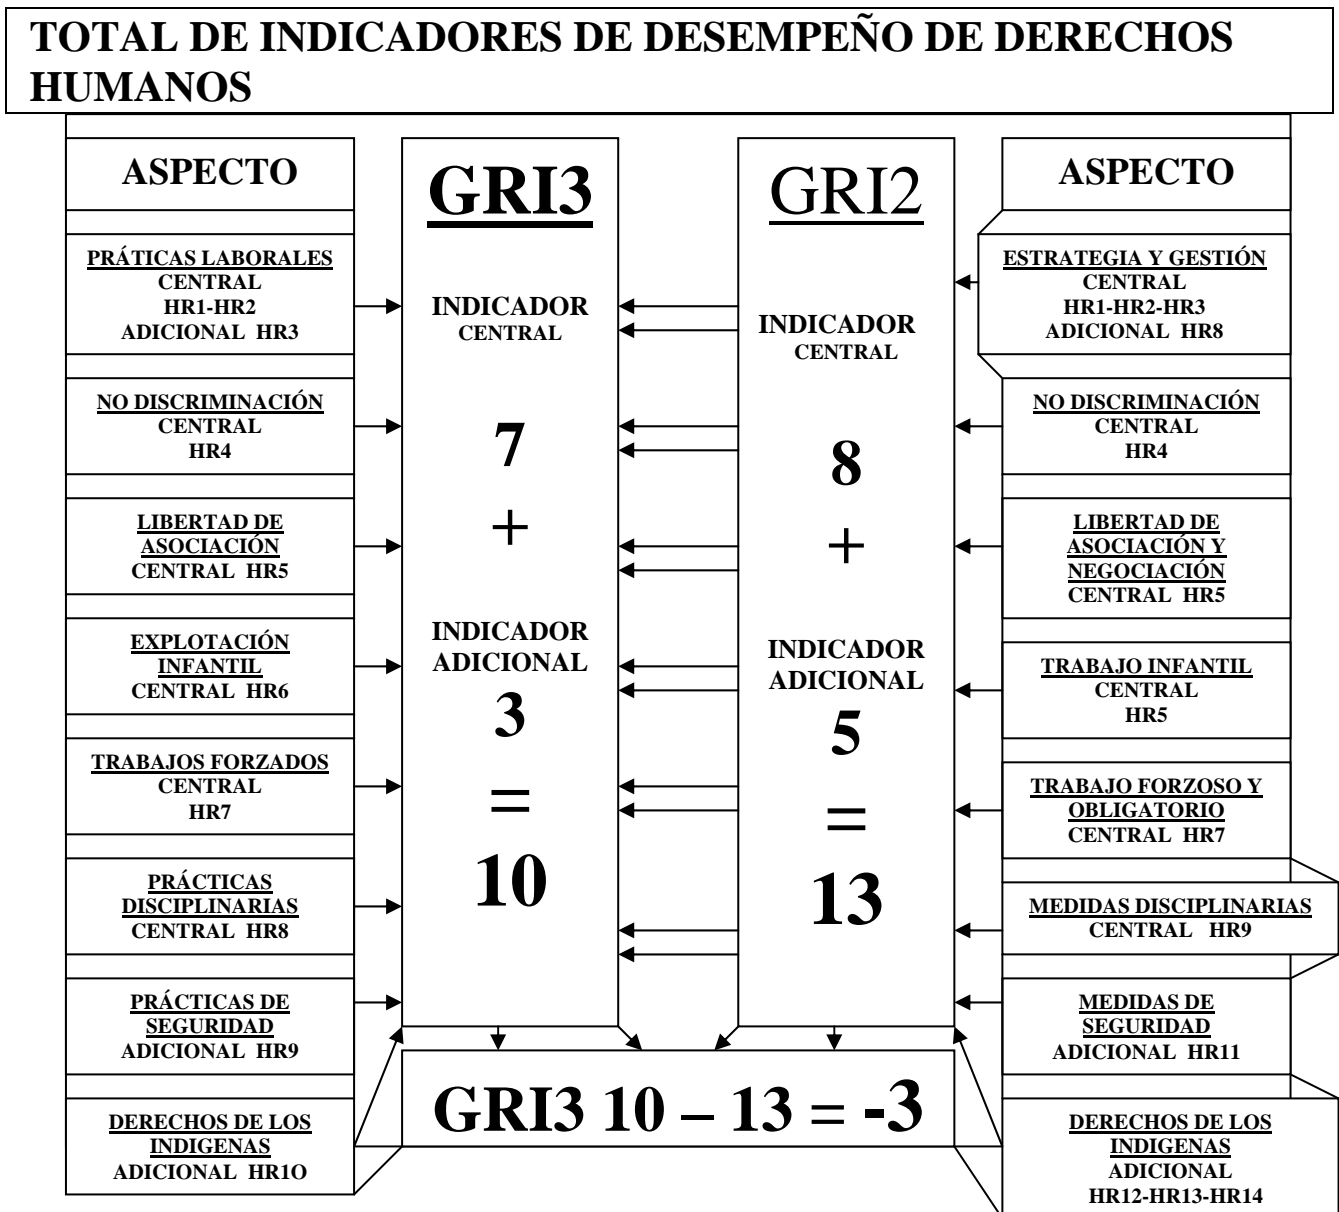 TOTAL DE INDICADORES DE DESEMPEÑO DE DERECHOS
HUMANOS
ASPECTO
PRÁTICAS LABORALES
CENTRAL
HR1-HR2
ADICIONAL HR3
NO DISCRIMINACIÓN
CENTRAL
HR4
LIBERTAD DE
ASOCIACIÓN
CENTRAL HR5
EXPLOTACIÓN
INFANTIL
CENTRAL HR6
TRABAJOS FORZADOS
CENTRAL
HR7
PRÁCTICAS
DISCIPLINARIAS
CENTRAL HR8
PRÁCTICAS DE
SEGURIDAD
ADICIONAL HR9
DERECHOS DE LOS
INDIGENAS
ADICIONAL HR1O
GRI3
INDICADOR
CENTRAL
7
+
INDICADOR
ADICIONAL
3
=
10
GRI2
INDICADOR
CENTRAL
8
+
INDICADOR
ADICIONAL
5
=
13
ASPECTO
ESTRATEGIA Y GESTIÓN
CENTRAL
HR1-HR2-HR3
ADICIONAL HR8
NO DISCRIMINACIÓN
CENTRAL
HR4
LIBERTAD DE
ASOCIACIÓN Y
NEGOCIACIÓN
CENTRAL HR5
TRABAJO INFANTIL
CENTRAL
HR5
TRABAJO FORZOSO Y
OBLIGATORIO
CENTRAL HR7
MEDIDAS DISCIPLINARIAS
CENTRAL HR9
MEDIDAS DE
SEGURIDAD
ADICIONAL HR11
DERECHOS DE LOS
INDIGENAS
ADICIONAL
HR12-HR13-HR14
GRI3 10 – 13 = -3